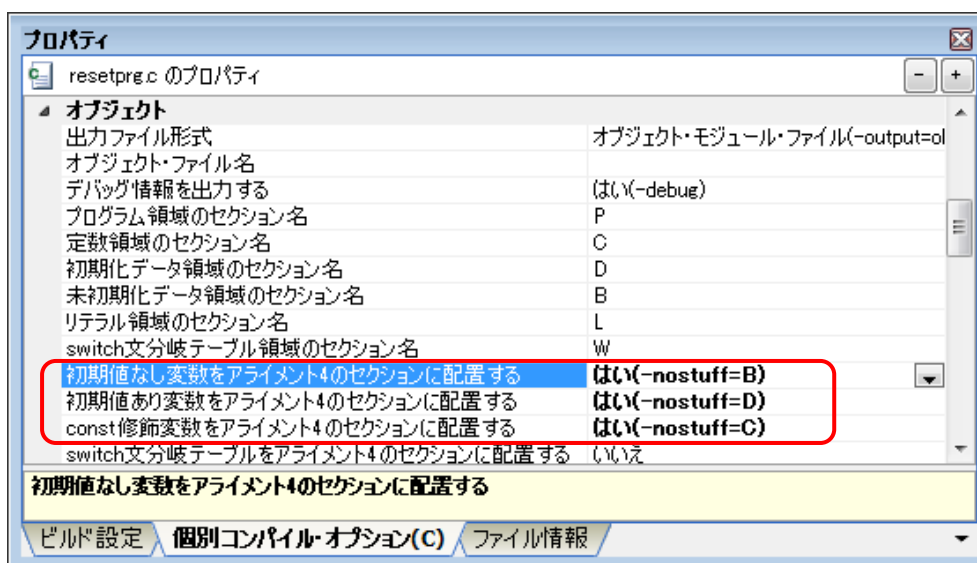 プロパティ
resetprg.c のプロパティ
オブジェクト
出力ファイル形式 オブジェクト・モジュール・ファイル(-output=ol
オブジェクト・ファイル名
デバッグ情報を出力する はい(-debug)
プログラム領域のセクション名 P
定数領域のセクション名 C
初期化データ領域のセクション名 D
未初期化データ領域のセクション名 B
リテラル領域のセクション名 L
switch文分岐テーブル領域のセクション名 W
初期値なし変数をアライメント4のセクションに配置する はい(-nostuff=B)
初期値あり変数をアライメント4のセクションに配置する はい(-nostuff=D)
const修飾変数をアライメント4のセクションに配置する はい(-nostuff=C)
switch文分岐テーブルをアライメント4のセクションに配置する いいえ
初期値なし変数をアライメント4のセクションに配置する
ビルド設定 個別コンパイル・オプション(C) ファイル情報